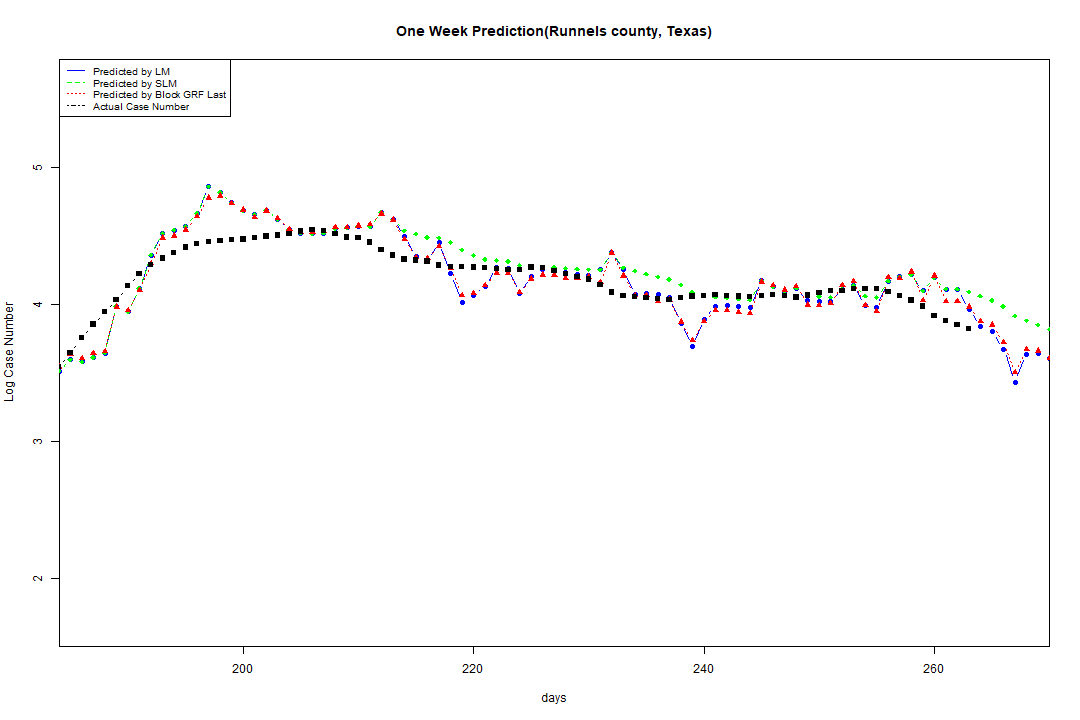 One Week Prediction(Runnels county, Texas)
Predicted by LM
Predicted by SLM
Predicted by Block GRF Last
Actual Case Number
5
4
3
2
Log Case Number
200 220 240 260
days